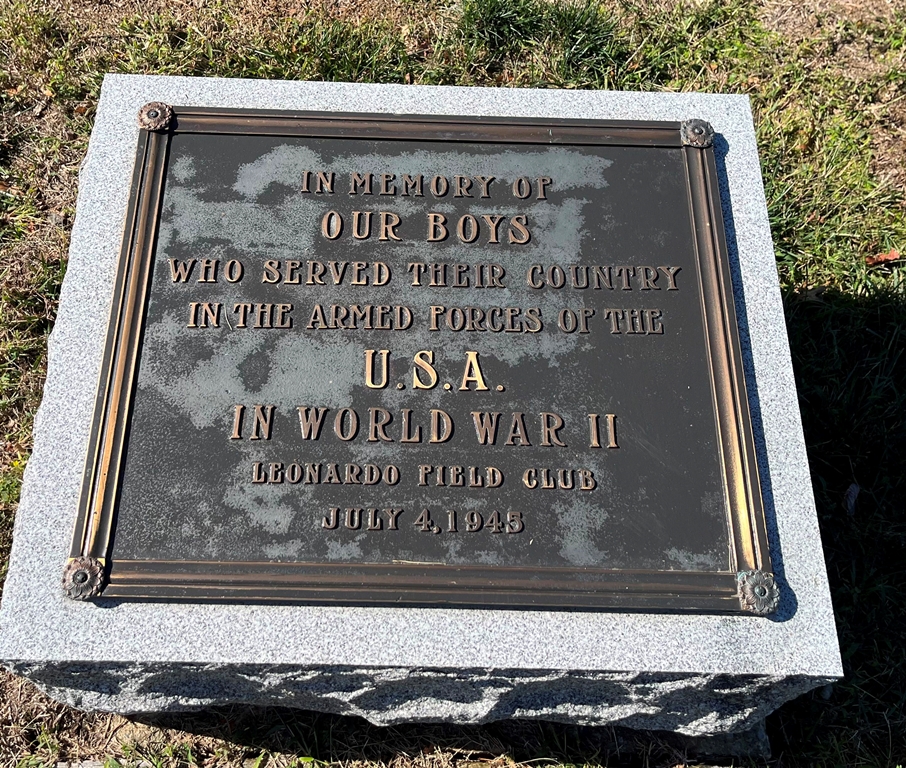 IN MEMORY OF
OUR BOYS
WHO SERVED THEIR COUNTRY
IN THE ARMED FORCES OF THE
U.S.A.
IN WORLD WAR II
LEONARDO FIELD CLUB
JULY 4, 1945